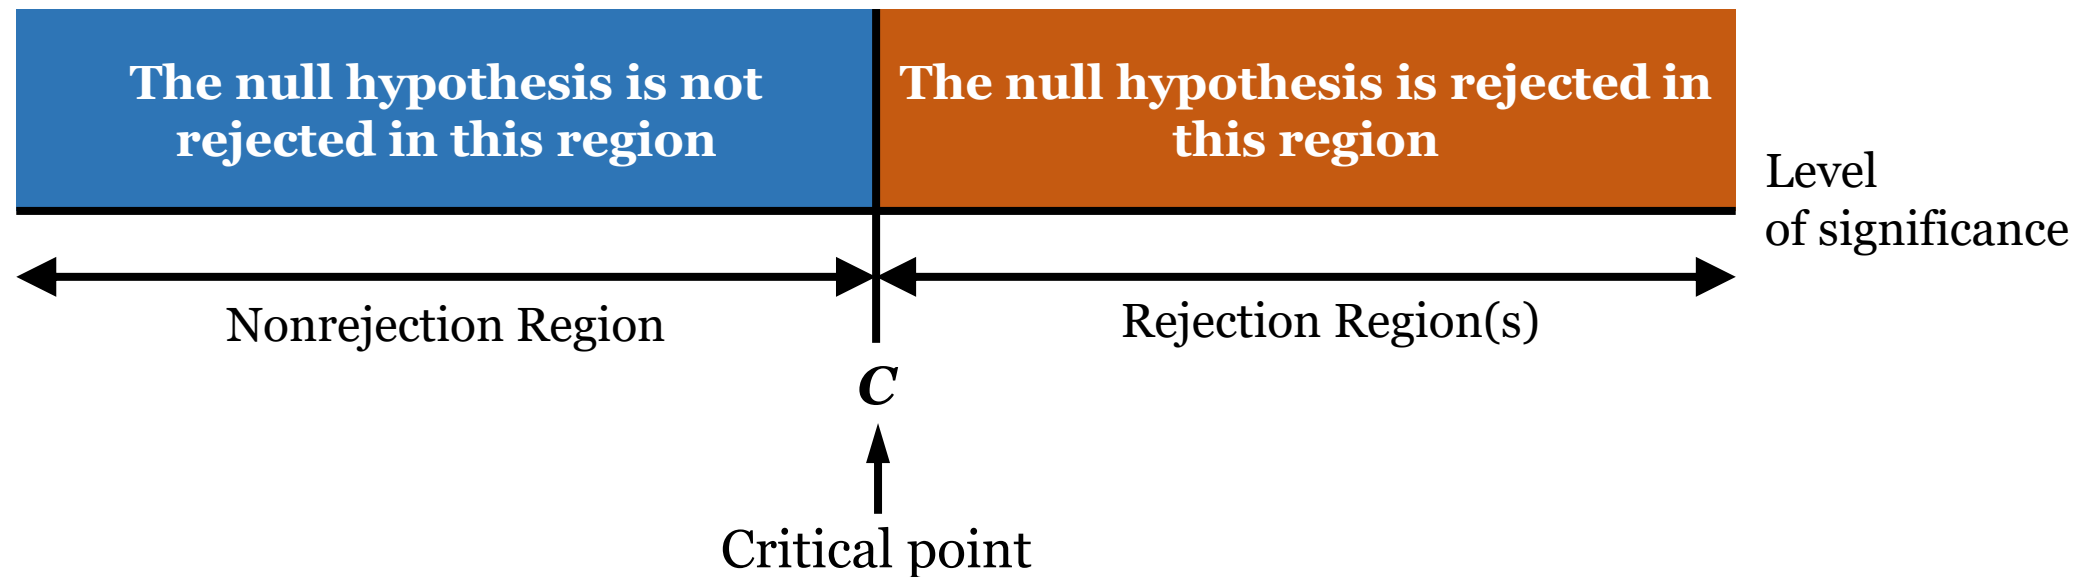 The null hypothesis is not
rejected in this region
The null hypothesis is rejected in
this region
Level
of significance
Nonrejection Region
Rejection Region(s)
C
Critical point